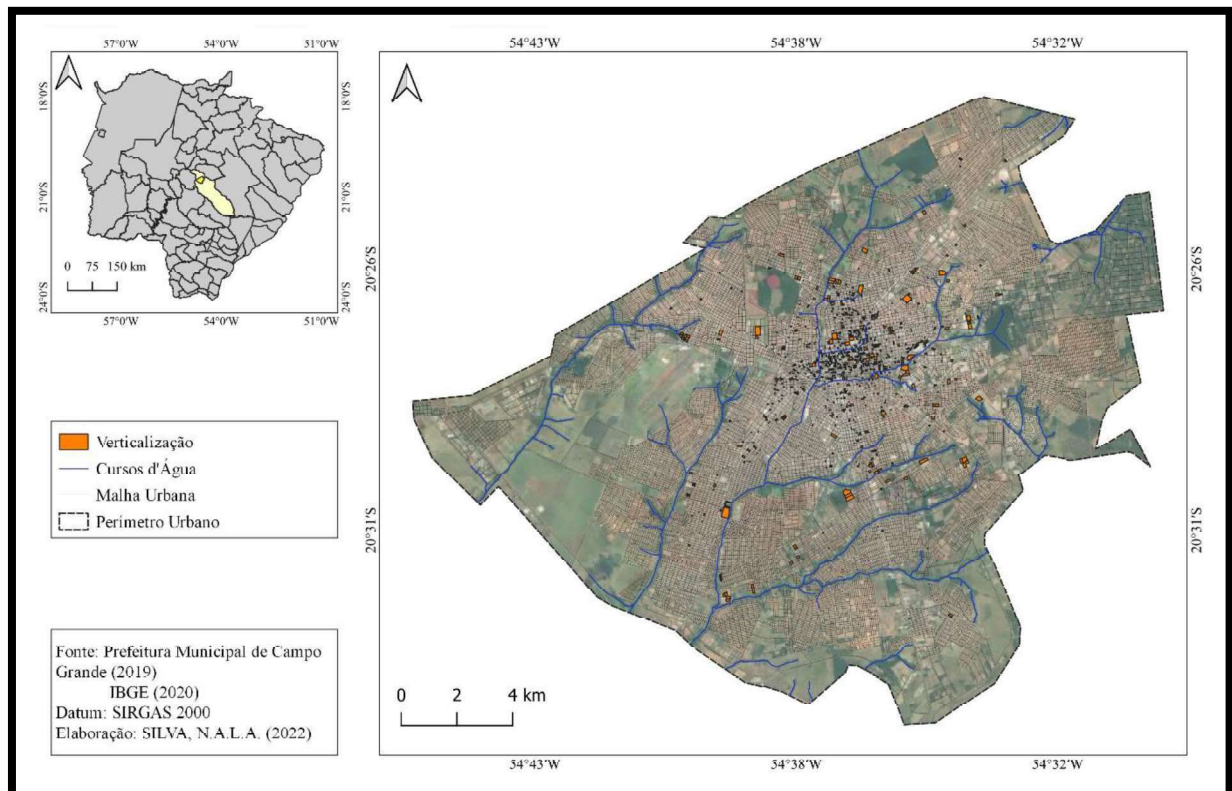 57°0'W 54°0'W 51°0'W
18°0'S
21°0'S
24°0'S
18°0'S
21°0'S
24°0'S
0 75 150 km
57°0'W 54°0'W 51°0'W
Verticalização
Cursos d'Água
Malha Urbana
Perímetro Urbano
Fonte: Prefeitura Municipal de Campo
Grande (2019)
IBGE (2020)
Datum: SIRGAS 2000
Elaboração: SILVA, N.A.L.A. (2022)
54°43'W 54°38'W 54°32'W
20°26'S
20°31'S
20°26'S
20°31'S
0 2 4 km
54°43'W 54°38'W 54°32'W